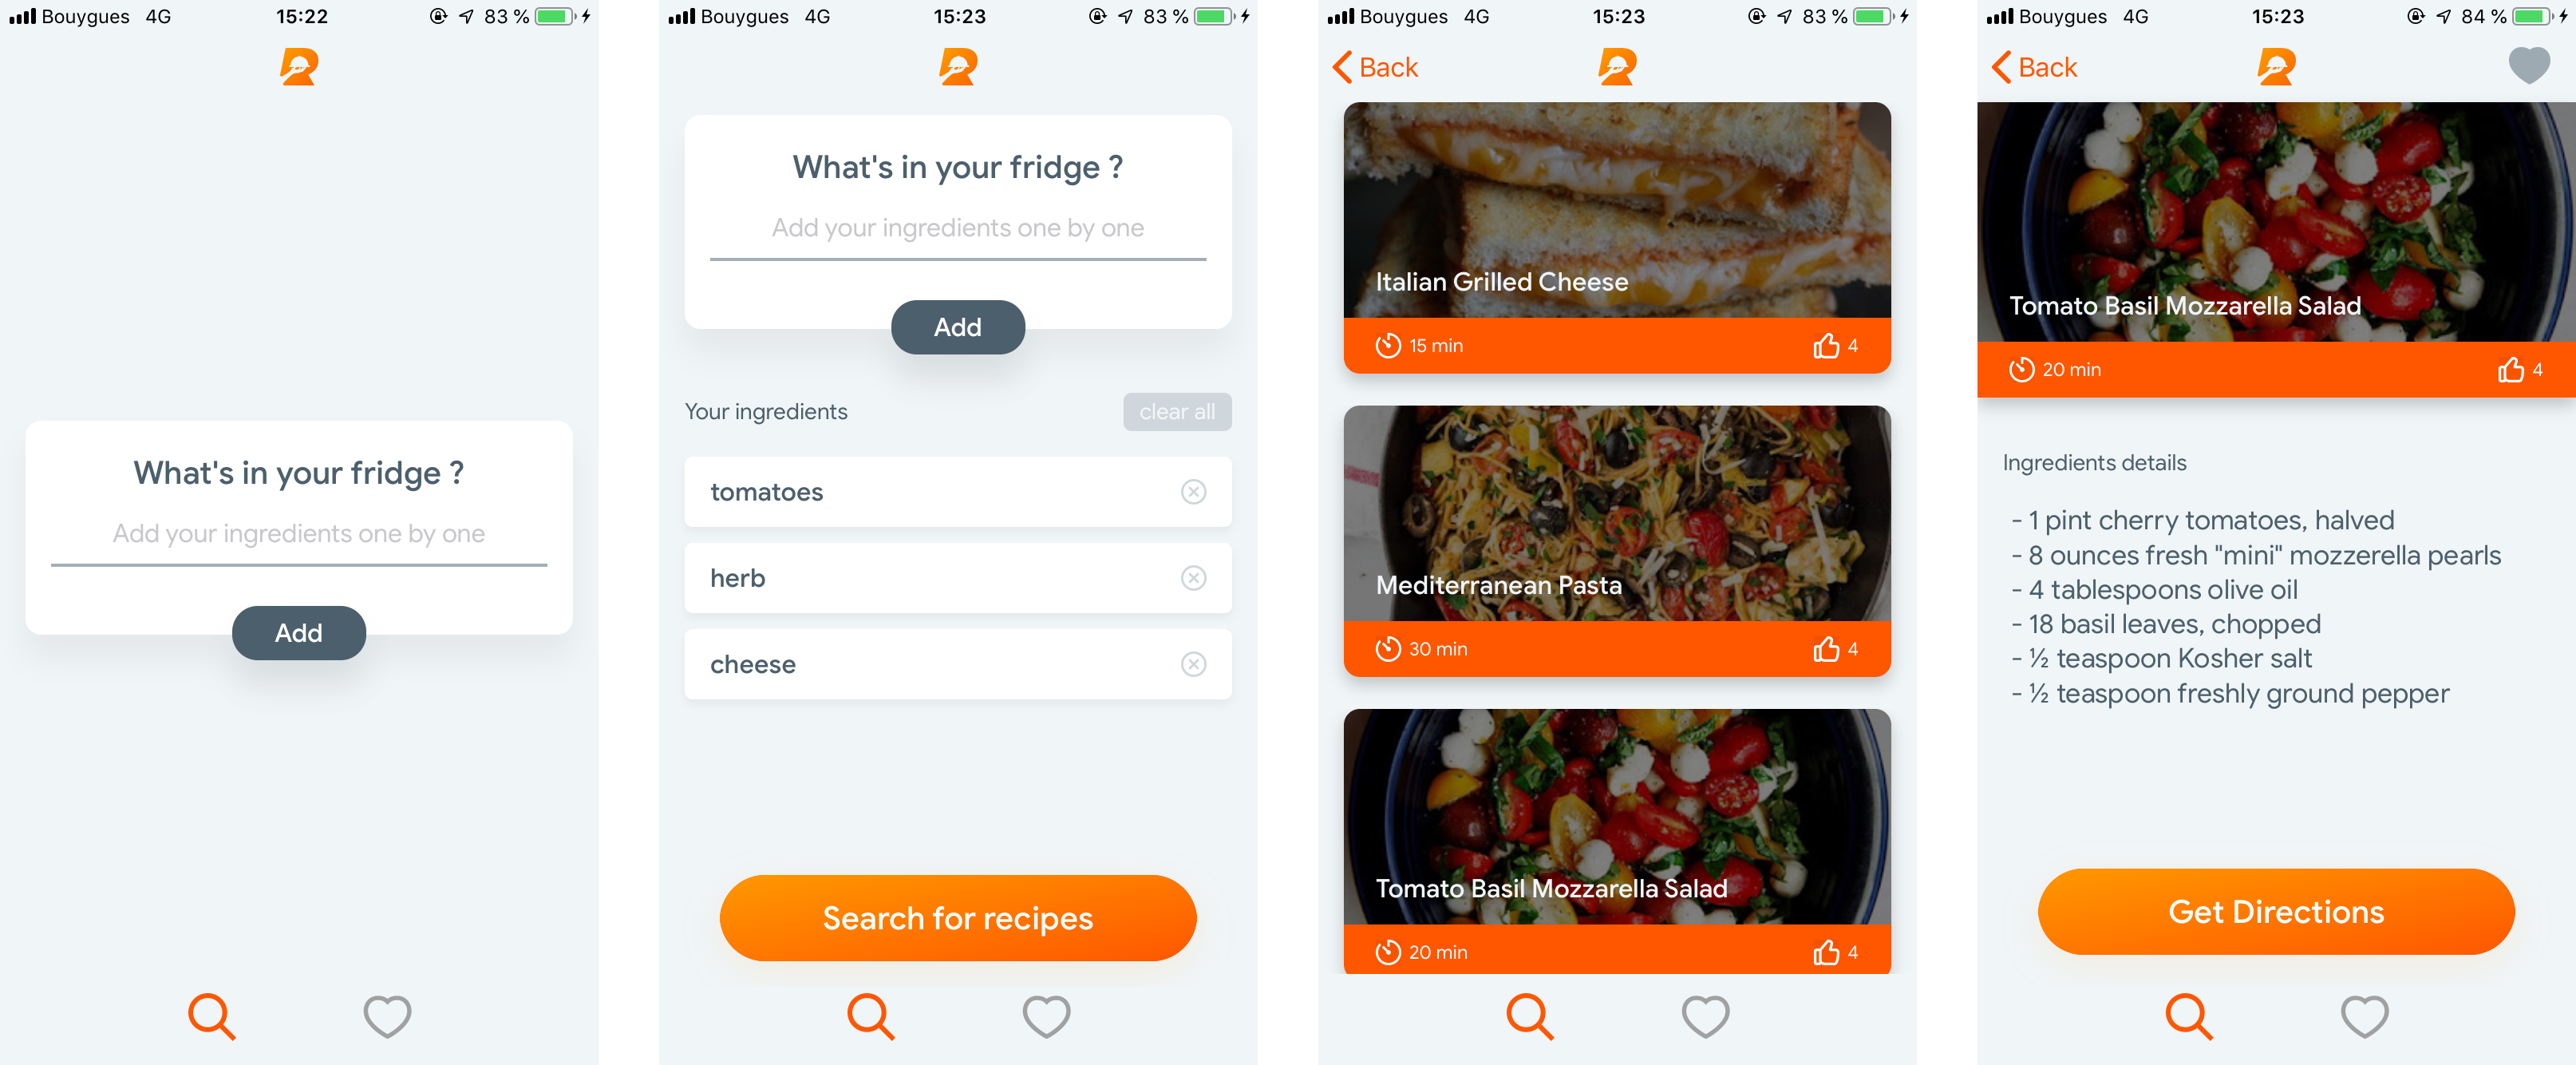 Bouygues 4G 15:22 83 %
What's in your fridge ?
Add your ingredients one by one
Add
Bouygues 4G 15:23 83 %
What's in your fridge ?
Add your ingredients one by one
Add
Your ingredients clear all
tomatoes
herb
cheese
Search for recipes
Bouygues 4G 15:23 83 %
Back
Italian Grilled Cheese
15 min 4
Mediterranean Pasta
30 min 4
Tomato Basil Mozzarella Salad
20 min 4
Bouygues 4G 15:23 84 %
Back
Tomato Basil Mozzarella Salad
20 min 4
Ingredients details
- 1 pint cherry tomatoes, halved
- 8 ounces fresh "mini" mozzerella pearls
- 4 tablespoons olive oil
- 18 basil leaves, chopped
- ½ teaspoon Kosher salt
- ½ teaspoon freshly ground pepper
Get Directions